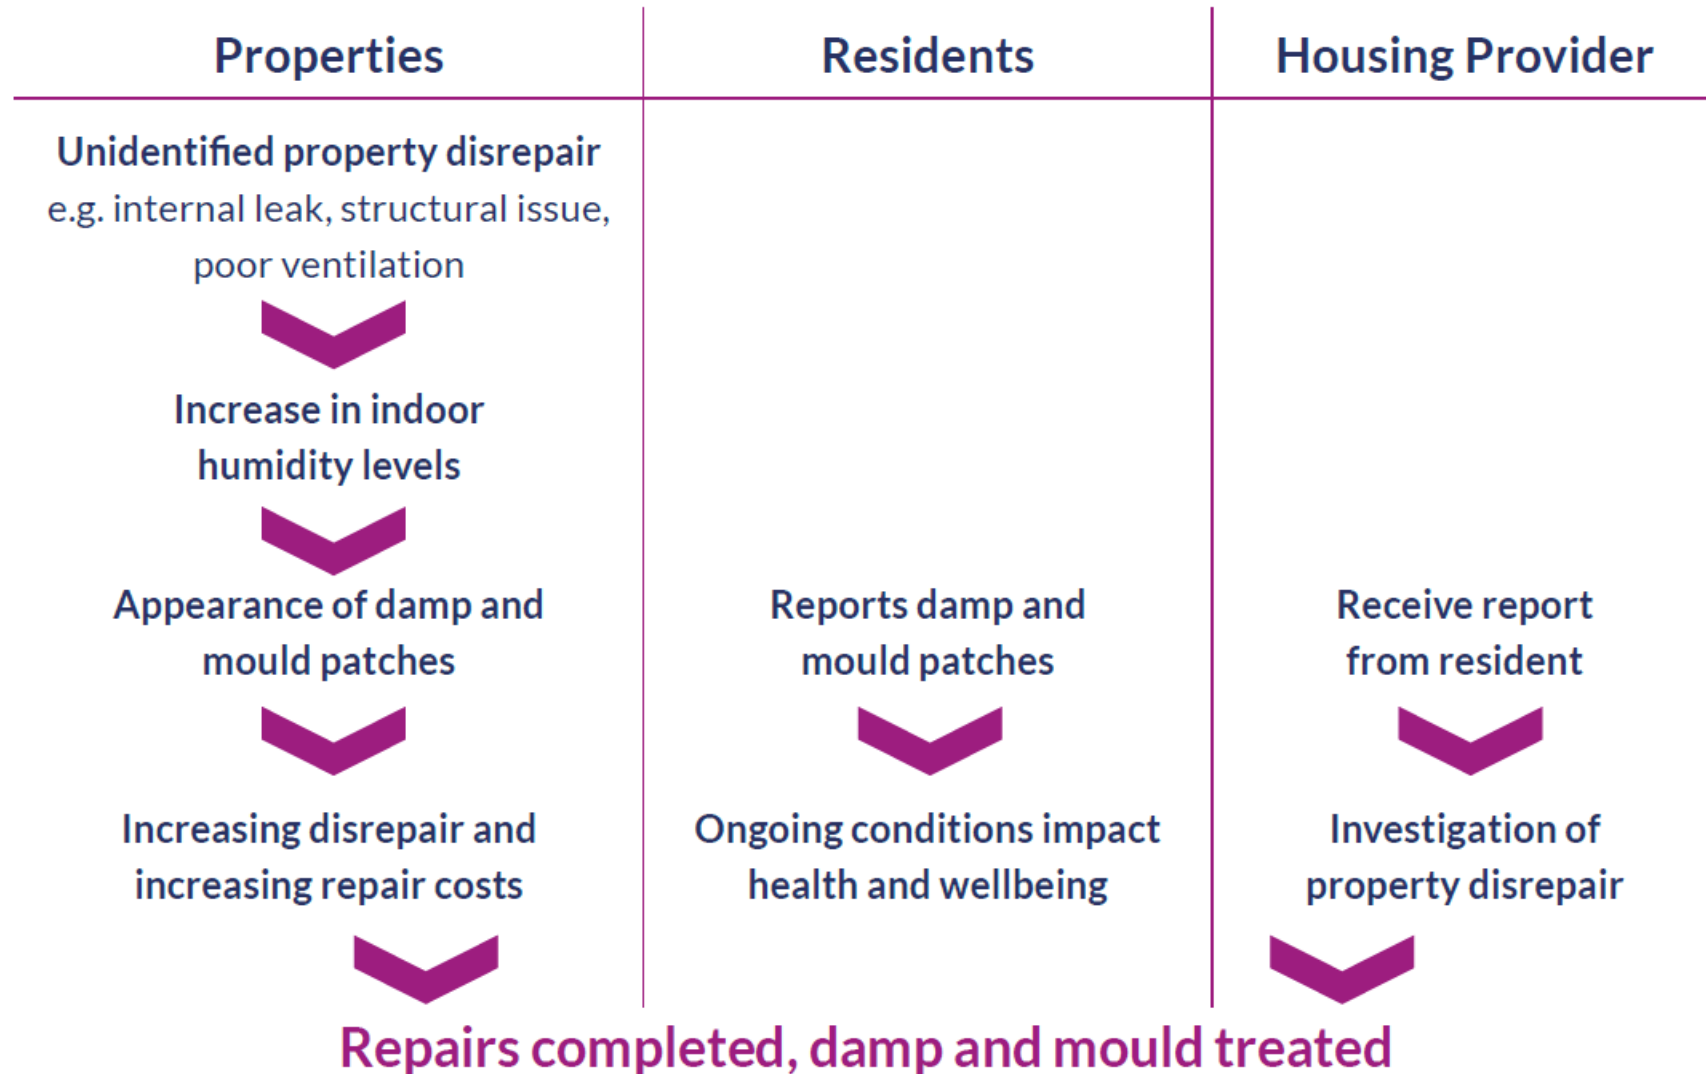 Properties
Residents
Housing Provider
Unidentified property disrepair
e.g. internal leak, structural issue,
poor ventilation
Increase in indoor
humidity levels
Appearance of damp and
mould patches
Reports damp and
mould patches
Receive report
from resident
Increasing disrepair and
increasing repair costs
Ongoing conditions impact
health and wellbeing
Investigation of
property disrepair
Repairs completed, damp and mould treated